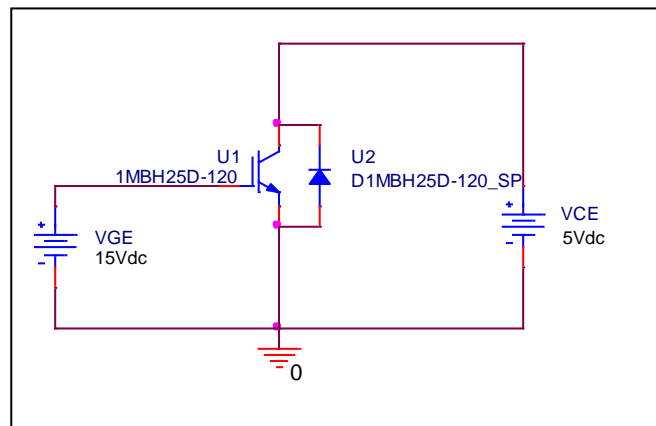 U1
1MBH25D-120
U2
D1MBH25D-120_SP
+
-
VGE
15Vdc
+
-
VCE
5Vdc
0